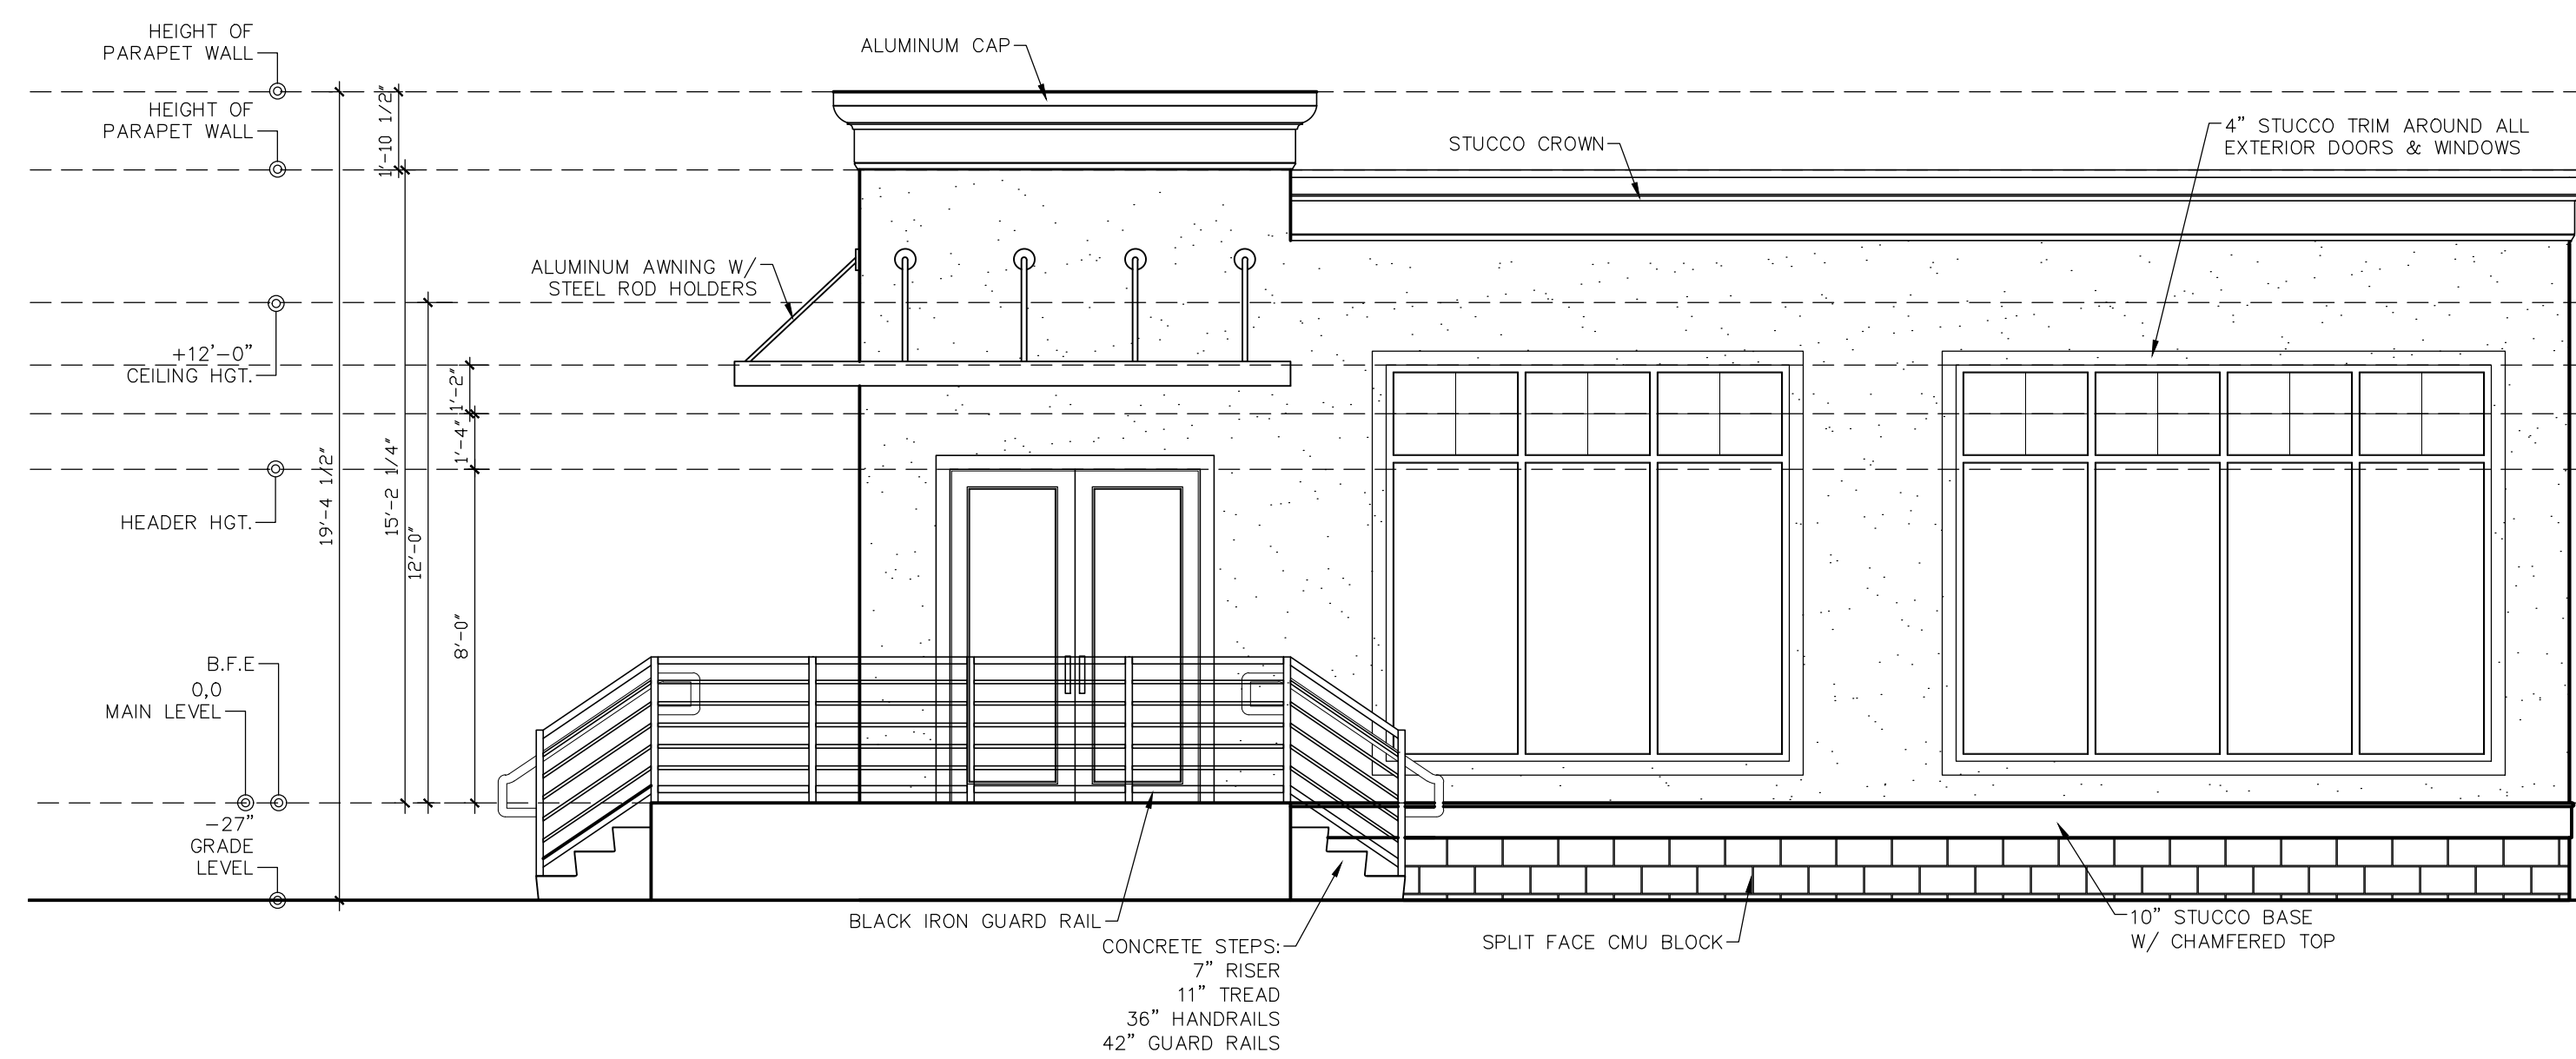 HEIGHT OF
PARAPET WALL
HEIGHT OF
PARAPET WALL
+12'-0"
CEILING HGT.
HEADER HGT.
B.F.E
0,0
MAIN LEVEL
-27"
GRADE
LEVEL
19'-4 1/2"
1'-10 1/2"
15'-2 1/4"
12'-0"
1'-2"
1'-4"
8'-0"
ALUMINUM CAP
ALUMINUM AWNING W/
STEEL ROD HOLDERS
STUCCO CROWN
4" STUCCO TRIM AROUND ALL
EXTERIOR DOORS & WINDOWS
BLACK IRON GUARD RAIL
CONCRETE STEPS:
7" RISER
11" TREAD
36" HANDRAILS
42" GUARD RAILS
SPLIT FACE CMU BLOCK
10" STUCCO BASE
W/ CHAMFERED TOP